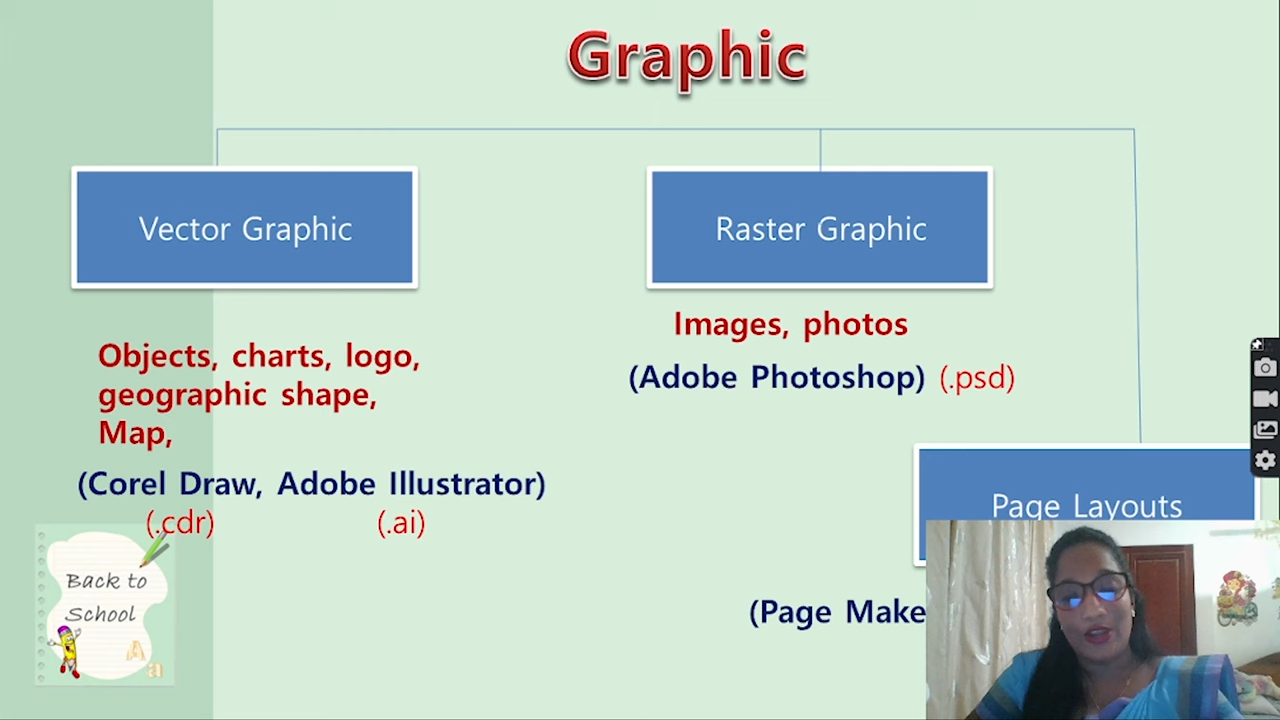 Graphic
Vector Graphic
Raster Graphic
Objects, charts, logo,
geographic shape,
Map,
(Corel Draw, Adobe Illustrator)
(.cdr) (.ai)
Images, photos
(Adobe Photoshop) (.psd)
Page Layouts
(Page Make
Back to
School
A
a